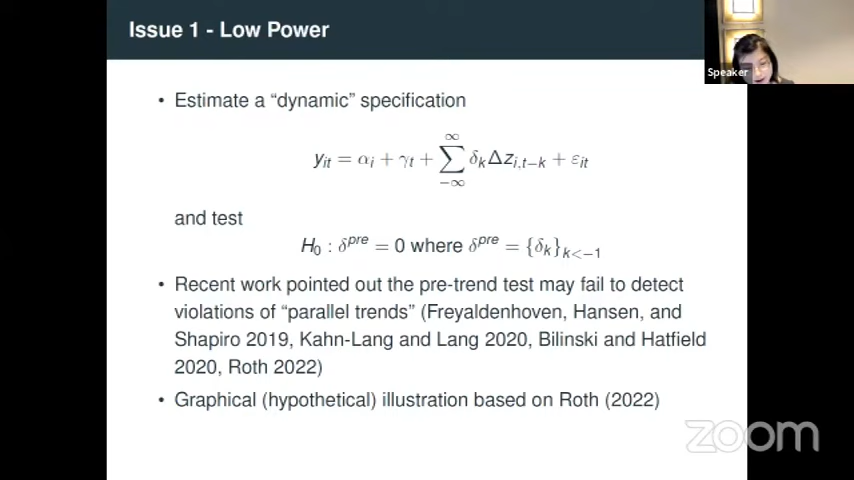 Issue 1 - Low Power
Speaker
• Estimate a “dynamic” specification
y_{it} = α_i + γ_t + ∑_{-∞}^{∞} δ_k Δz_{i,t−k} + ε_{it}
and test
H_0 : δ^{pre} = 0 where δ^{pre} = {δ_k}_{k<−1}
• Recent work pointed out the pre-trend test may fail to detect
violations of “parallel trends” (Freyaldenhoven, Hansen, and
Shapiro 2019, Kahn-Lang and Lang 2020, Bilinski and Hatfield
2020, Roth 2022)
• Graphical (hypothetical) illustration based on Roth (2022)
zoom